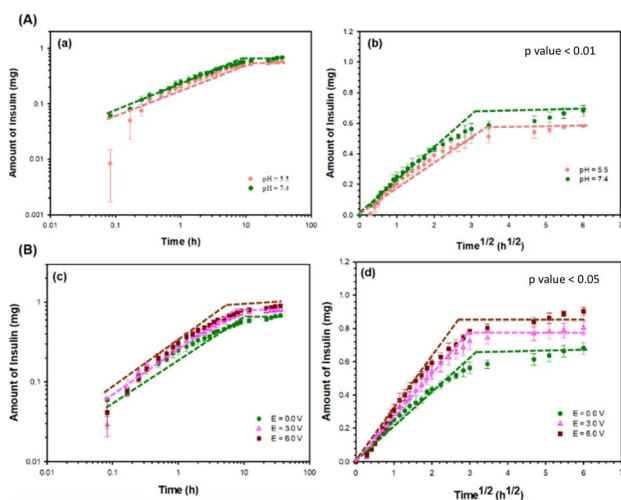 (A)
(a)
Amount of Insulin (mg)
10
1
0.1
0.01
0.001
pH = 5.5
pH = 7.4
0.01
0.1
1
10
100
Time (h)
(b)
p value < 0.01
Amount of Insulin (mg)
1.0
0.8
0.6
0.4
0.2
0.0
pH = 5.5
pH = 7.4
0
1
2
3
4
5
6
7
Time1/2 (h1/2)
(B)
(c)
Amount of Insulin (mg)
10
1
0.1
0.01
E = 0.0 V
E = 3.0 V
E = 6.0 V
0.01
0.1
1
10
100
Time (h)
(d)
p value < 0.05
Amount of Insulin (mg)
1.2
1.0
0.8
0.6
0.4
0.2
0.0
E = 0.0 V
E = 3.0 V
E = 6.0 V
0
1
2
3
4
5
6
7
Time1/2 (h1/2)